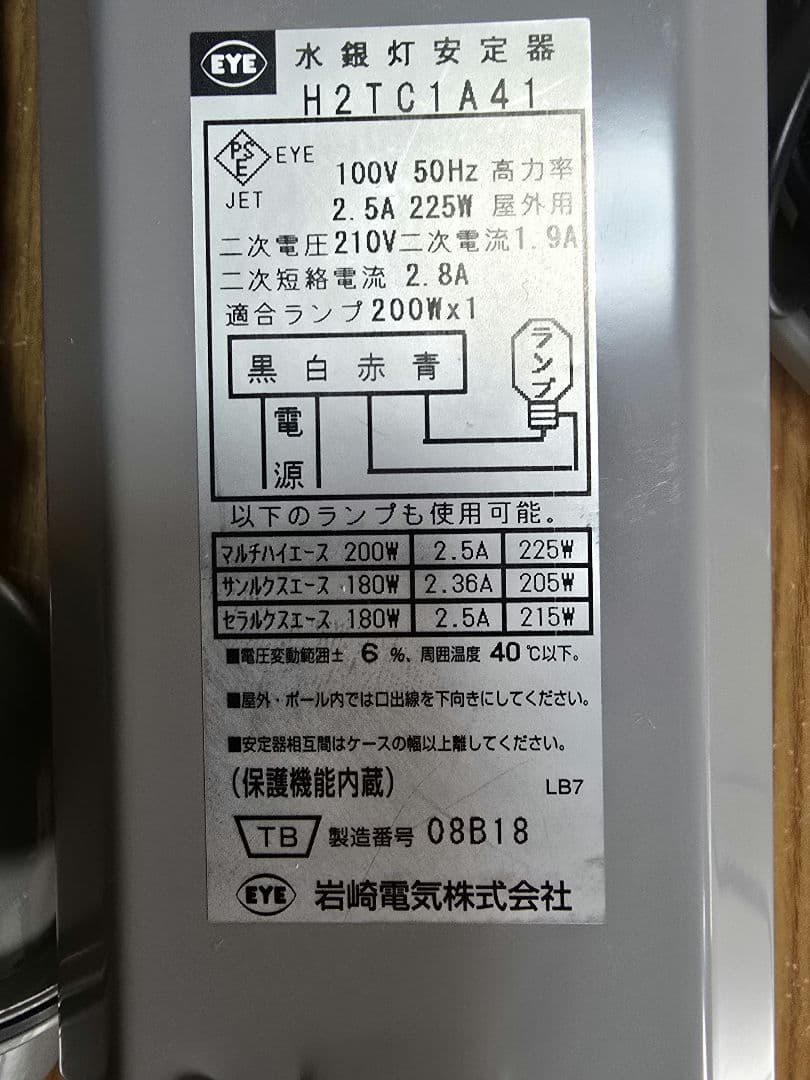 EYE 水銀灯安定器
H2TC1A41
PSE EYE
JET
100V 50Hz 高力率
2.5A 225W 屋外用
二次電圧210V二次電流1.9A
二次短絡電流 2.8A
適合ランプ200Wx1
黒 白 赤 青
ランプ
電源
以下のランプも使用可能。
マルチハイエース 200W 2.5A 225W
サンルクスエース 180W 2.36A 205W
セラルクスエース 180W 2.5A 215W
■電圧変動範囲± 6 %、周囲温度 40 ℃以下。
■屋外・ポール内では口出線を下向きにしてください。
■安定器相互間はケースの幅以上離してください。
(保護機能内蔵) LB7
TB 製造番号 08B18
EYE 岩崎電気株式会社